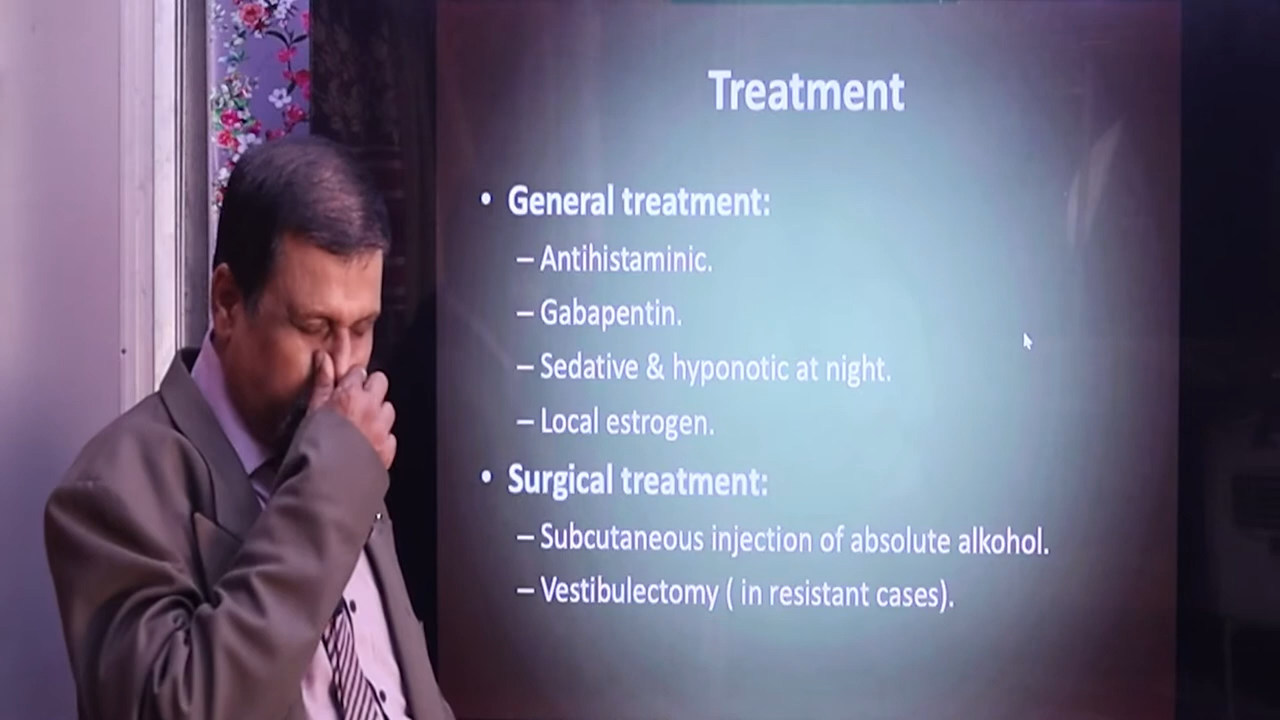 Treatment
• General treatment:
– Antihistaminic.
– Gabapentin.
– Sedative & hyponotic at night.
– Local estrogen.
• Surgical treatment:
– Subcutaneous injection of absolute alkohol.
– Vestibulectomy ( in resistant cases).